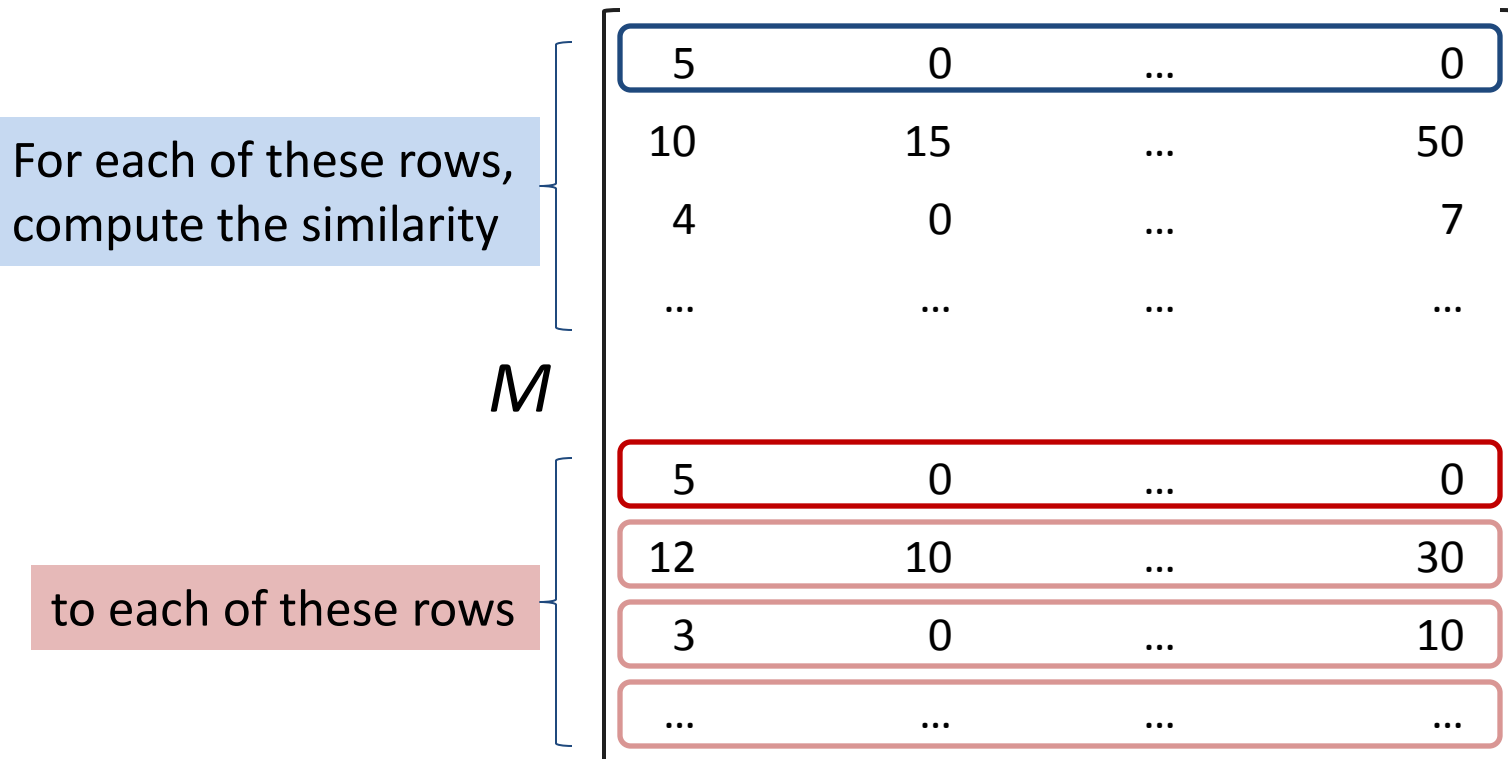 5 0 ... 0
For each of these rows,
compute the similarity
10 15 ... 50
4 0 ... 7
... ... ... ...
M
5 0 ... 0
12 10 ... 30
to each of these rows
3 0 ... 10
... ... ... ...